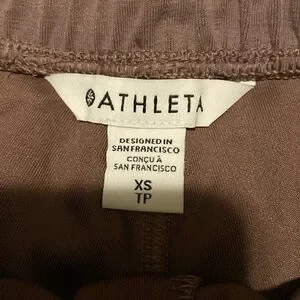 ATHLETA
DESIGNED IN
SAN FRANCISCO
CONÇU À
SAN FRANCISCO
XS
TP